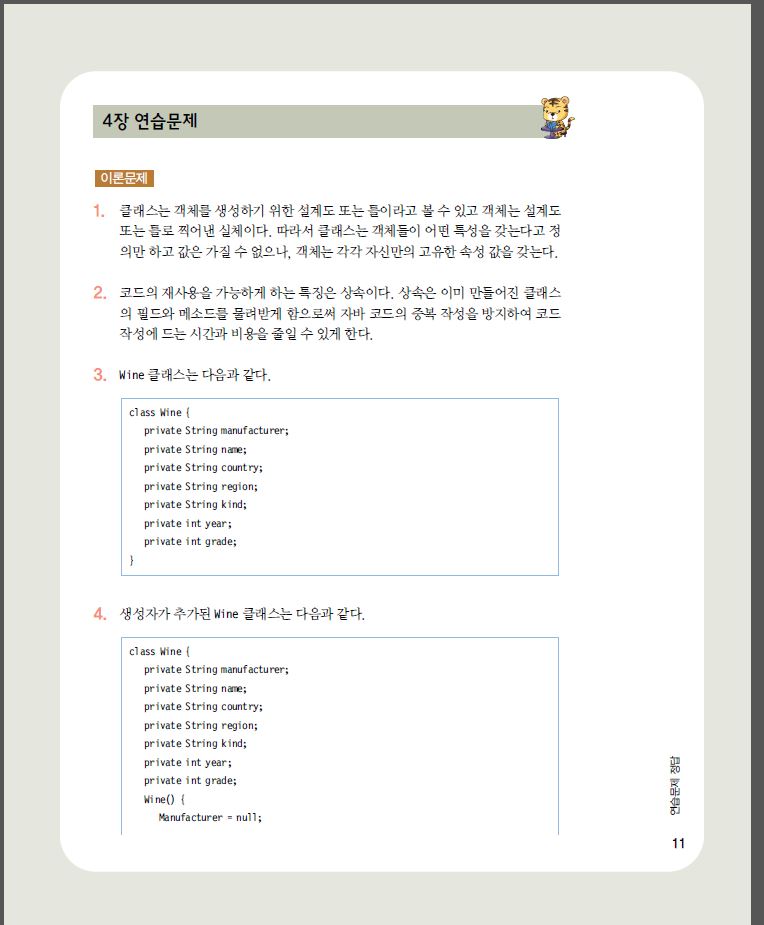 4장 연습문제
이론문제
1. 클래스는 객체를 생성하기 위한 설계도 또는 틀이라고 볼 수 있고 객체는 설계도
또는 틀로 찍어낸 실체이다. 따라서 클래스는 객체들이 어떤 특성을 갖는다고 정
의만 하고 값은 가질 수 없으나, 객체는 각각 자신만의 고유한 속성 값을 갖는다.
2. 코드의 재사용을 가능하게 하는 특징은 상속이다. 상속은 이미 만들어진 클래스
의 필드와 메소드를 물려받게 함으로써 자바 코드의 중복 작성을 방지하여 코드
작성에 드는 시간과 비용을 줄일 수 있게 한다.
3. Wine 클래스는 다음과 같다.
class Wine {
private String manufacturer;
private String name;
private String country;
private String region;
private String kind;
private int year;
private int grade;
}
4. 생성자가 추가된 Wine 클래스는 다음과 같다.
class Wine {
private String manufacturer;
private String name;
private String country;
private String region;
private String kind;
private int year;
private int grade;
Wine() {
Manufacturer = null;
연습문제 정답
11